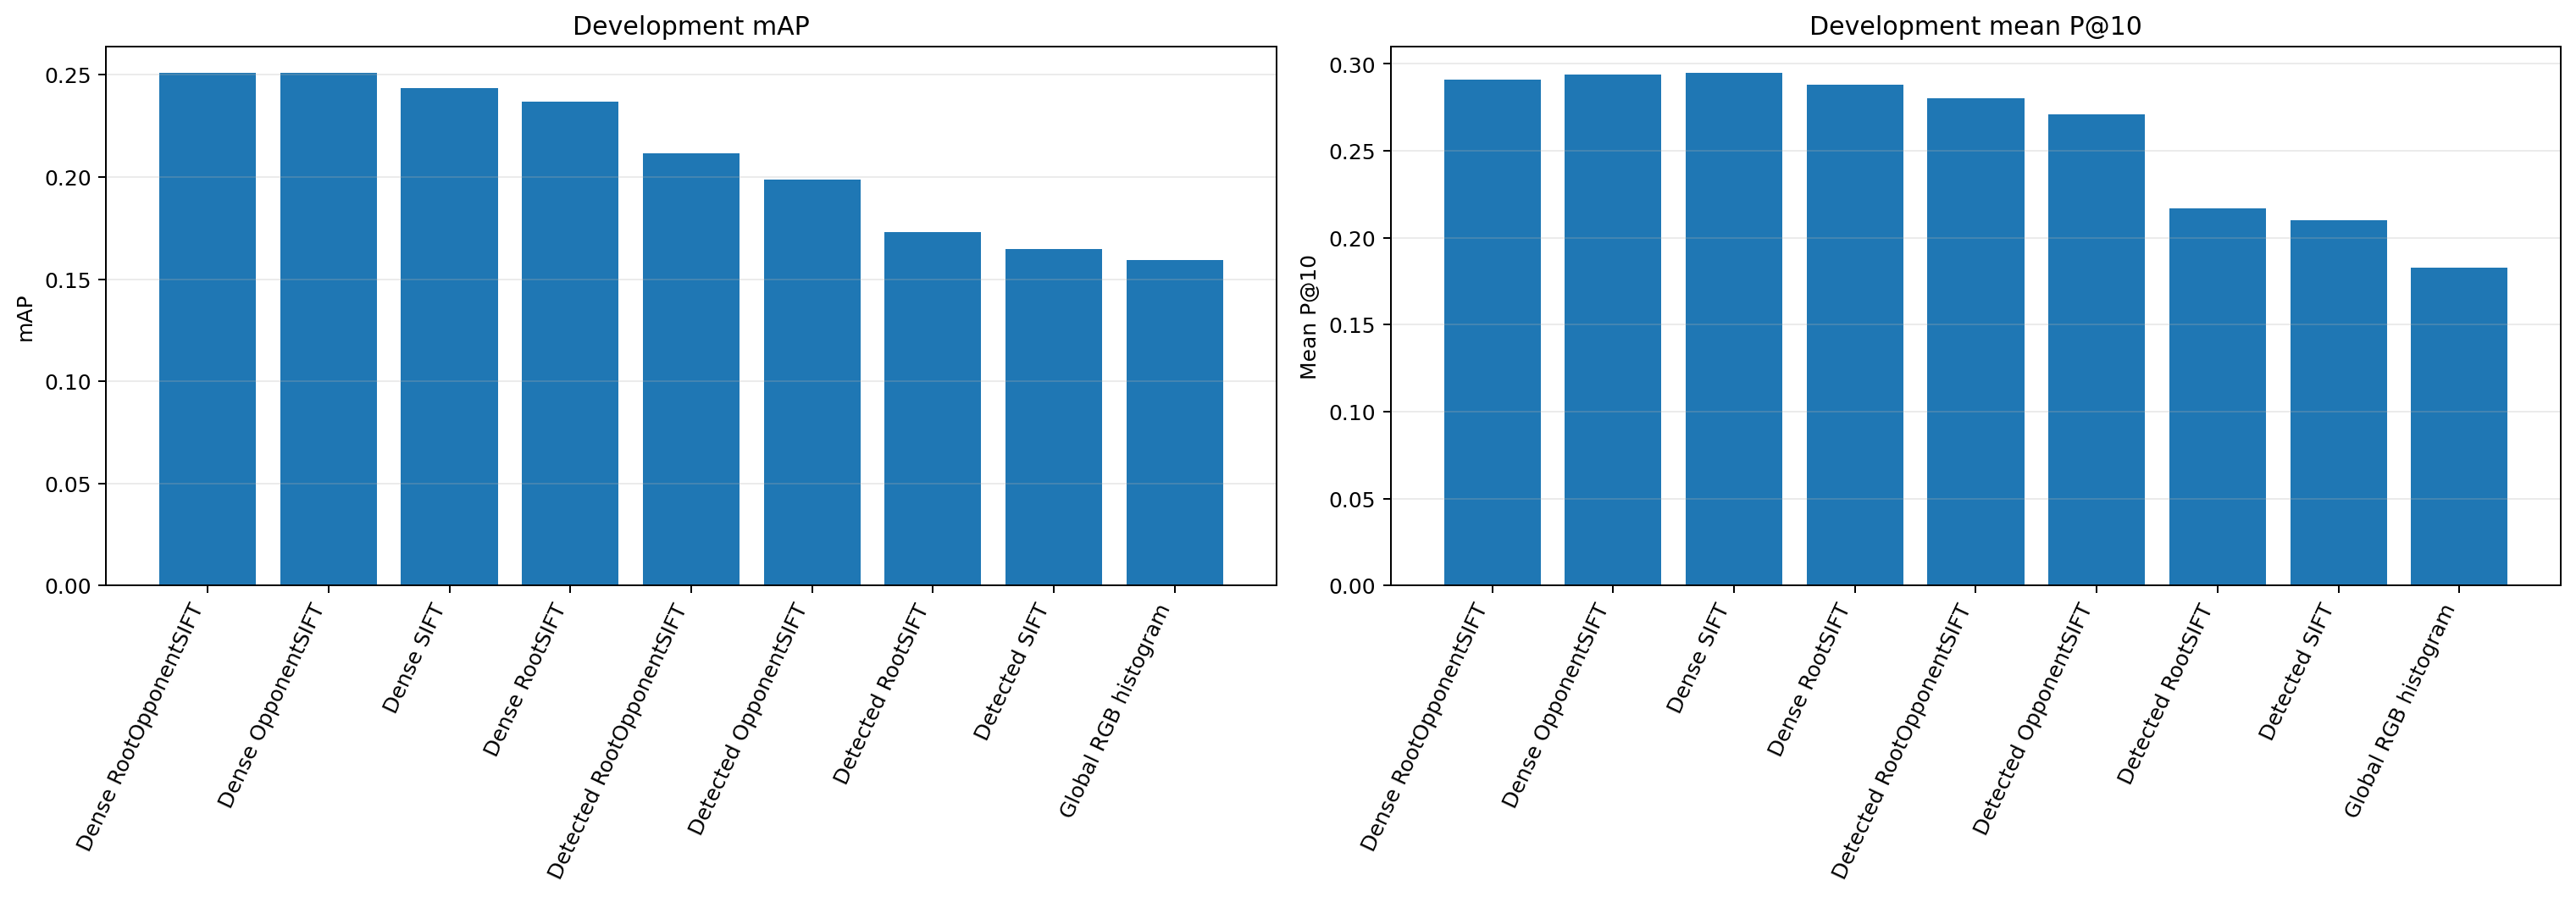 Development mAP
mAP
0.25
0.20
0.15
0.10
0.05
0.00
Dense RootOpponentSIFT
Dense OpponentSIFT
Dense SIFT
Dense RootSIFT
Detected RootOpponentSIFT
Detected OpponentSIFT
Detected RootSIFT
Detected SIFT
Global RGB histogram
Development mean P@10
Mean P@10
0.30
0.25
0.20
0.15
0.10
0.05
0.00
Dense RootOpponentSIFT
Dense OpponentSIFT
Dense SIFT
Dense RootSIFT
Detected RootOpponentSIFT
Detected OpponentSIFT
Detected RootSIFT
Detected SIFT
Global RGB histogram